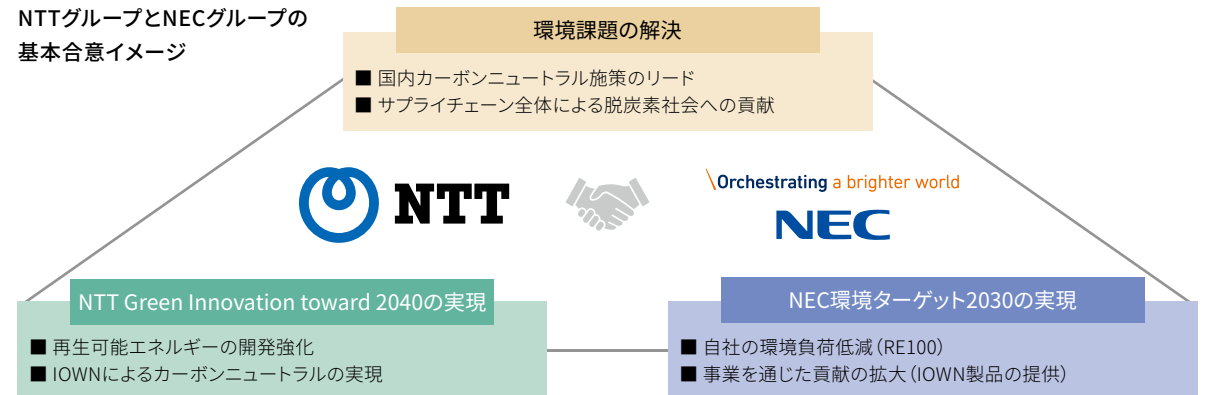 NTTグループとNECグループの
基本合意イメージ
環境課題の解決
■ 国内カーボンニュートラル施策のリード
■ サプライチェーン全体による脱炭素社会への貢献
NTT
\Orchestrating a brighter world
NEC
NTT Green Innovation toward 2040の実現
■ 再生可能エネルギーの開発強化
■ IOWNによるカーボンニュートラルの実現
NEC環境ターゲット2030の実現
■ 自社の環境負荷低減（RE100）
■ 事業を通じた貢献の拡大（IOWN製品の提供）